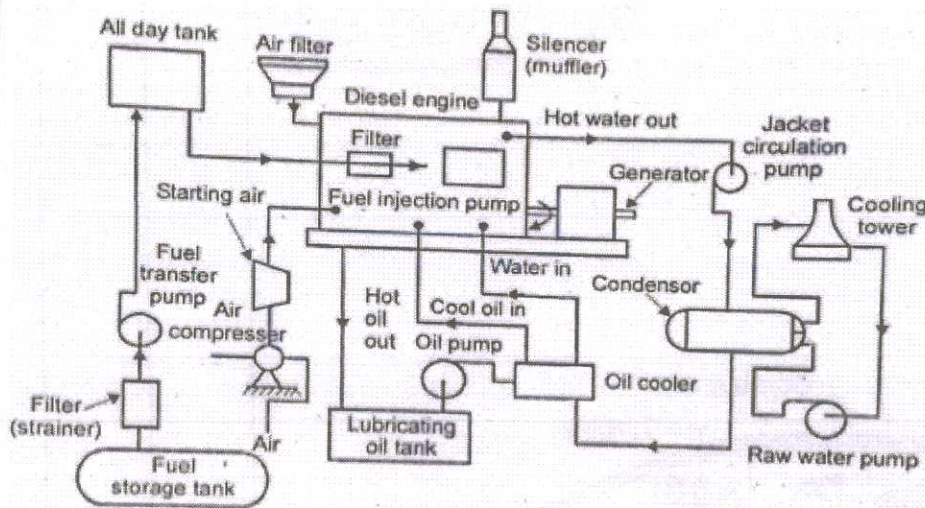 All day tank
Air filter
Silencer
(muffler)
Diesel engine
Hot water out
Jacket
circulation
pump
Filter
Generator
Starting air
Fuel injection pump
Cooling
tower
Fuel
transfer
pump
Water in
Condensor
Hot
oil
out
Cool oil in
Air
compresser
Oil pump
Oil cooler
Filter
(strainer)
Air
Lubricating
oil tank
Raw water pump
Fuel
storage tank